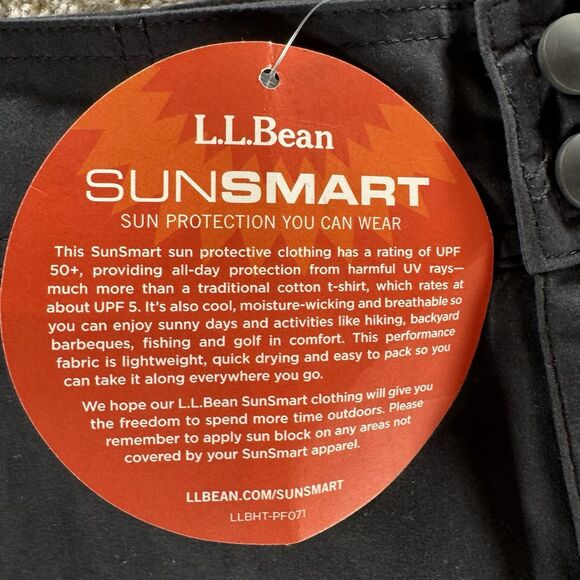 L.L.Bean
SUNSMART
SUN PROTECTION YOU CAN WEAR
This SunSmart sun protective clothing has a rating of UPF
50+, providing all-day protection from harmful UV rays—
much more than a traditional cotton t-shirt, which rates at
about UPF 5. It's also cool, moisture-wicking and breathable so
you can enjoy sunny days and activities like hiking, backyard
barbeques, fishing and golf in comfort. This performance
fabric is lightweight, quick drying and easy to pack so you
can take it along everywhere you go.
We hope our L.L.Bean SunSmart clothing will give you
the freedom to spend more time outdoors. Please
remember to apply sun block on any areas not
covered by your SunSmart apparel.
LLBEAN.COM/SUNSMART
LLBHT-PF071